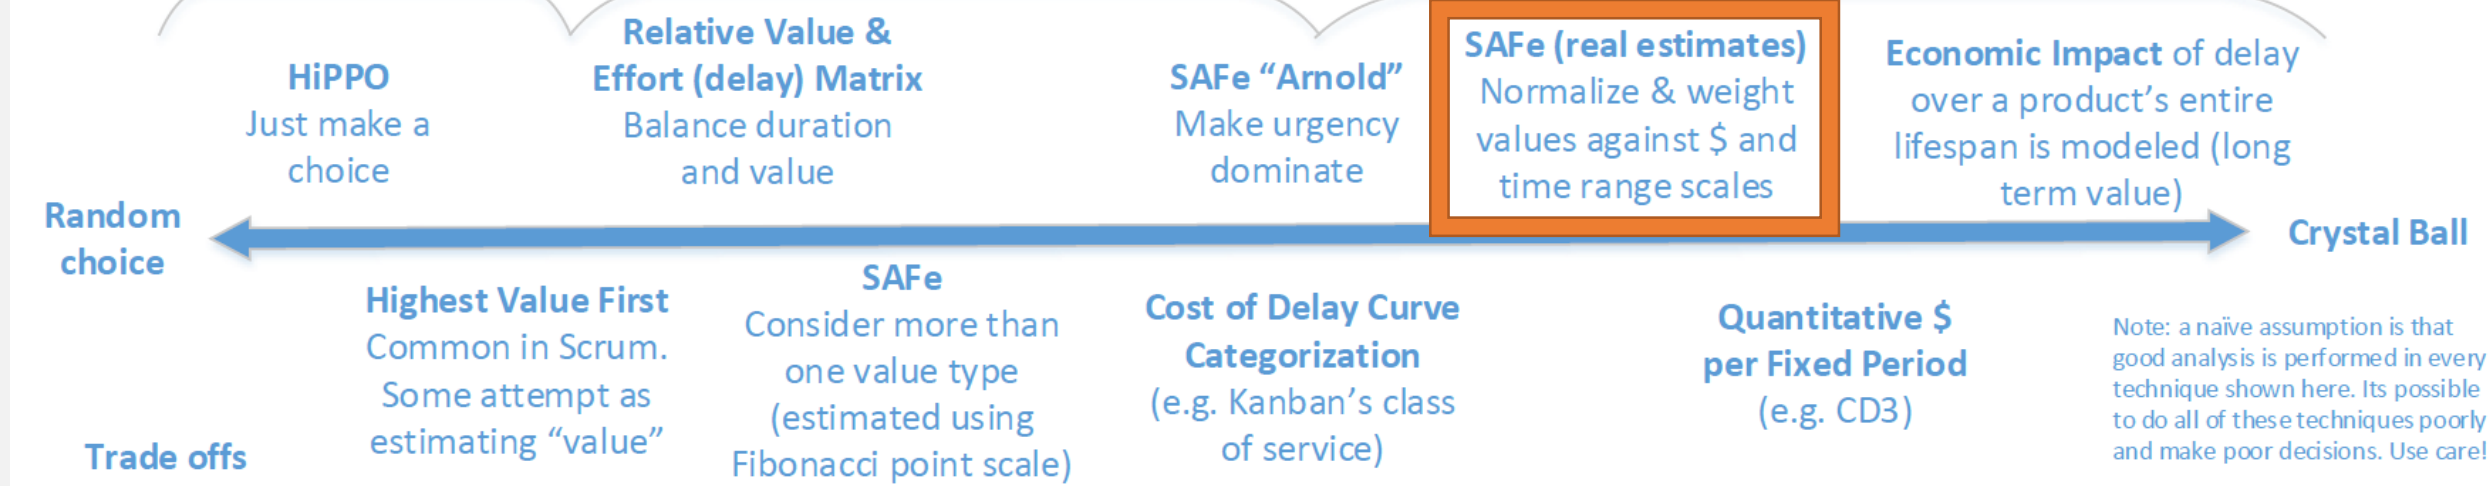 HiPPO
Just make a
choice
Relative Value &
Effort (delay) Matrix
Balance duration
and value
SAFe “Arnold”
Make urgency
dominate
SAFe (real estimates)
Normalize & weight
values against $ and
time range scales
Economic Impact of delay
over a product’s entire
lifespan is modeled (long
term value)
Random
choice
Crystal Ball
Highest Value First
Common in Scrum.
Some attempt as
estimating “value”
SAFe
Consider more than
one value type
(estimated using
Fibonacci point scale)
Cost of Delay Curve
Categorization
(e.g. Kanban’s class
of service)
Quantitative $
per Fixed Period
(e.g. CD3)
Note: a naïve assumption is that
good analysis is performed in every
technique shown here. Its possible
to do all of these techniques poorly
and make poor decisions. Use care!
Trade offs